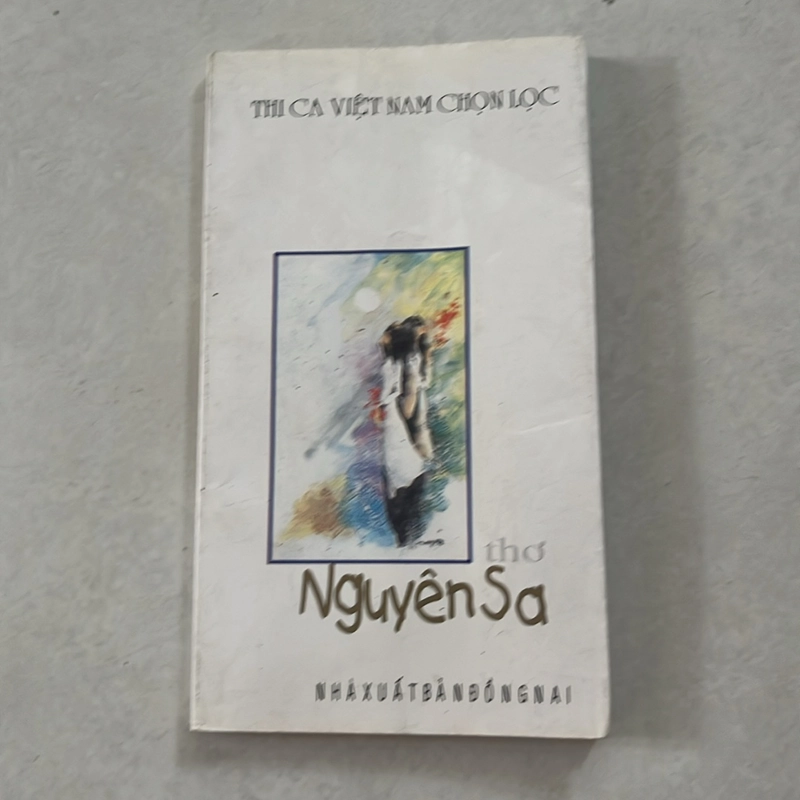 THI CA VIỆT NAM CHỌN LỌC
thơ
Nguyên Sa
NHÀ XUẤT BẢN ĐỒNG NAI